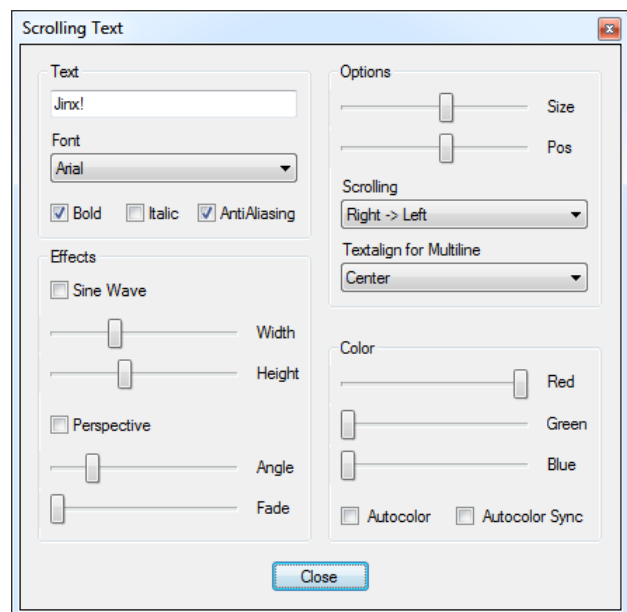 Scrolling Text
Text
Jinx!
Font
Arial
Bold
Italic
AntiAliasing
Effects
Sine Wave
Width
Height
Perspective
Angle
Fade
Options
Size
Pos
Scrolling
Right -> Left
Textalign for Multiline
Center
Color
Red
Green
Blue
Autocolor
Autocolor Sync
Close